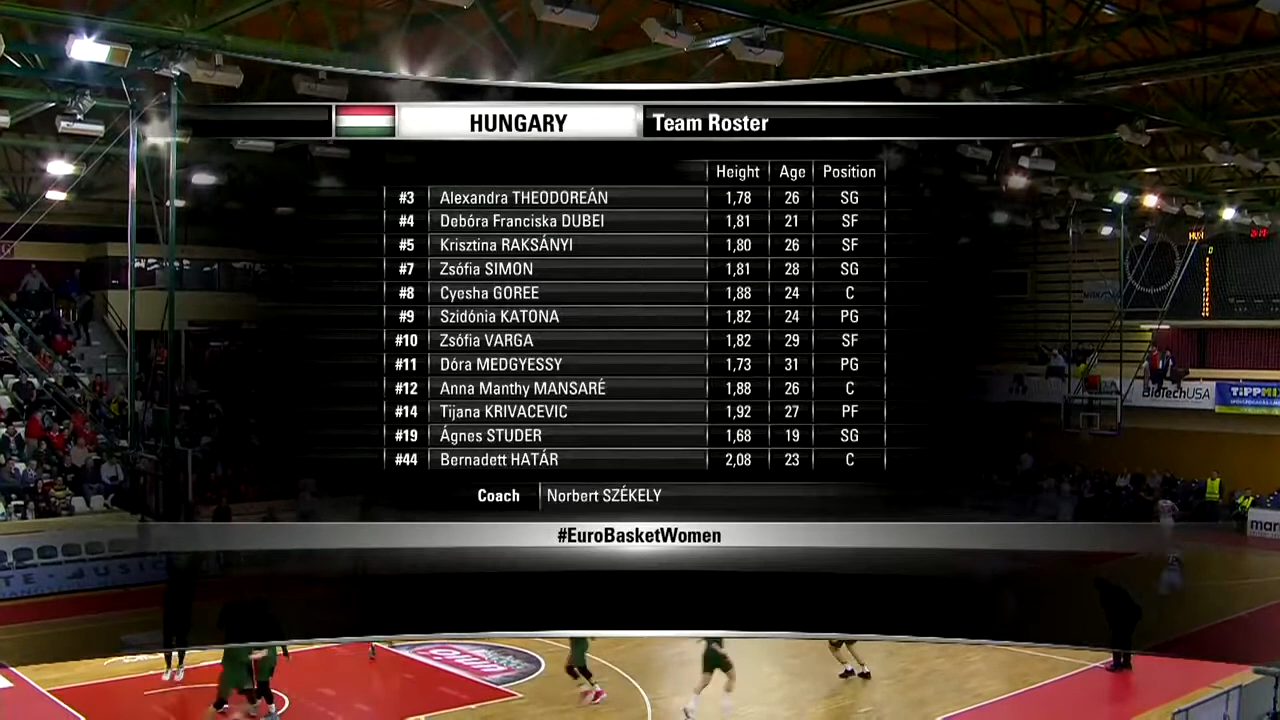 HUNGARY Team Roster
Height Age Position
#3 Alexandra THEODOREÁN 1,78 26 SG
#4 Debóra Franciska DUBEI 1,81 21 SF
#5 Krisztina RAKSÁNYI 1,80 26 SF
#7 Zsófia SIMON 1,81 28 SG
#8 Cyesha GOREE 1,88 24 C
#9 Szidónia KATONA 1,82 24 PG
#10 Zsófia VARGA 1,82 29 SF
#11 Dóra MEDGYESSY 1,73 31 PG
#12 Anna Manthy MANSARÉ 1,88 26 C
#14 Tijana KRIVACEVIC 1,92 27 PF
#19 Ágnes STUDER 1,68 19 SG
#44 Bernadett HATÁR 2,08 23 C
Coach Norbert SZÉKELY
#EuroBasketWomen
HUN
BioTechUSA
TiPPMIX
mar